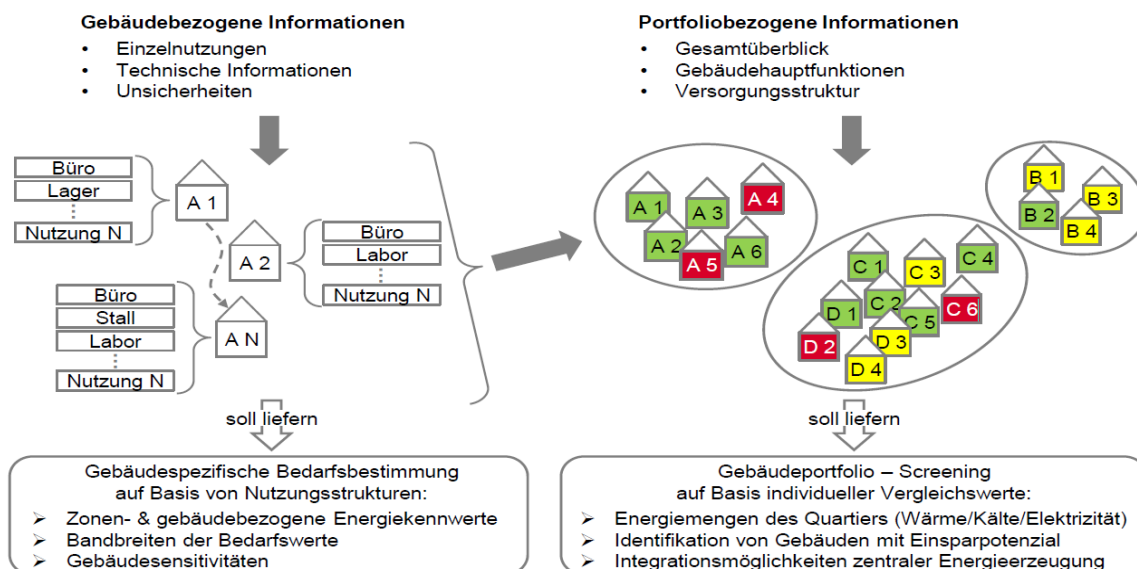 Gebäudebezogene Informationen
• Einzelnutzungen
• Technische Informationen
• Unsicherheiten
Portfoliobezogene Informationen
• Gesamtüberblick
• Gebäudehauptfunktionen
• Versorgungsstruktur
Büro
Lager
Nutzung N
A 1
A 2
Büro
Labor
Nutzung N
Büro
Stall
Labor
Nutzung N
A N
A 1
A 3
A 4
A 2
A 5
A 6
B 1
B 3
B 2
B 4
C 1
C 3
C 4
D 1
C 2
C 5
C 6
D 2
D 3
D 4
soll liefern
soll liefern
Gebäudespezifische Bedarfsbestimmung
auf Basis von Nutzungsstrukturen:
➢ Zonen- & gebäudebezogene Energiekennwerte
➢ Bandbreiten der Bedarfswerte
➢ Gebäudesensitivitäten
Gebäudeportfolio – Screening
auf Basis individueller Vergleichswerte:
➢ Energiemengen des Quartiers (Wärme/Kälte/Elektrizität)
➢ Identifikation von Gebäuden mit Einsparpotenzial
➢ Integrationsmöglichkeiten zentraler Energieerzeugung